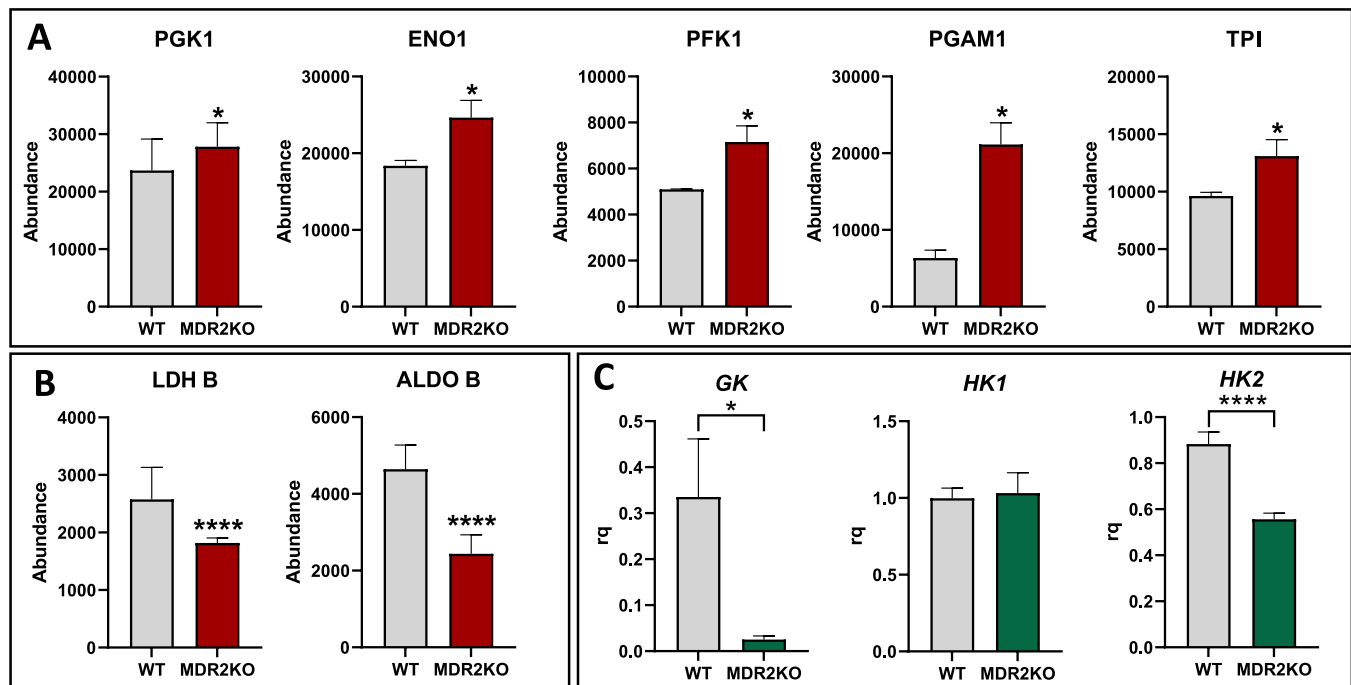 A
PGK1
ENO1
PFK1
PGAM1
TPI
Abundance
40000
30000
20000
10000
0
*
WT MDR2KO
Abundance
30000
20000
10000
0
*
WT MDR2KO
Abundance
10000
8000
6000
4000
2000
0
*
WT MDR2KO
Abundance
30000
20000
10000
0
*
WT MDR2KO
Abundance
20000
15000
10000
5000
0
*
WT MDR2KO
B
LDH B
ALDO B
Abundance
4000
3000
2000
1000
0
****
WT MDR2KO
Abundance
6000
4000
2000
0
****
WT MDR2KO
C
GK
HK1
HK2
rq
0.5
0.4
0.3
0.2
0.1
0.0
*
WT MDR2KO
rq
1.5
1.0
0.5
0.0
WT MDR2KO
rq
1.0
0.8
0.6
0.4
0.2
0.0
****
WT MDR2KO